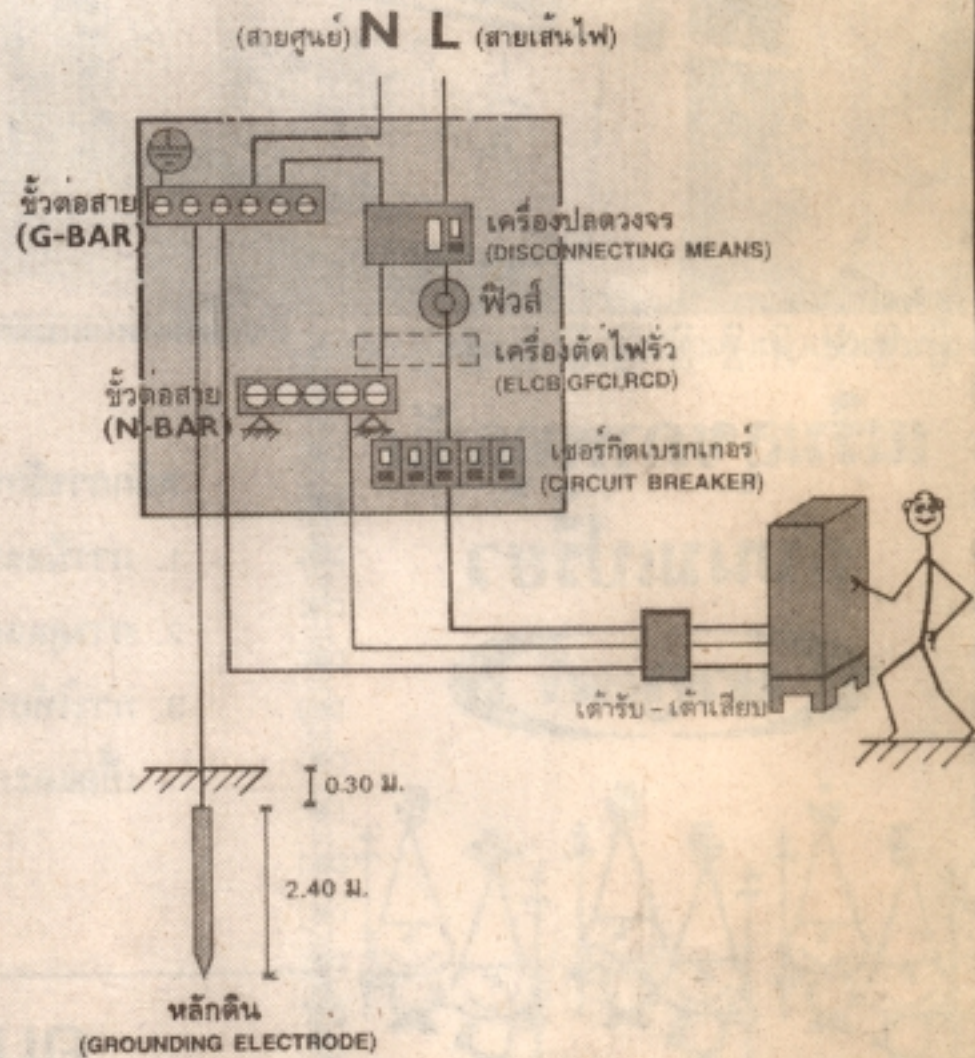 (สายศูนย์) N L (สายเส้นไฟ)
ขั้วต่อสาย
(G-BAR)
เครื่องปลดวงจร
(DISCONNECTING MEANS)
ฟิวส์
เครื่องตัดไฟรั่ว
(ELCB,GFCI,RCD)
ขั้วต่อสาย
(N-BAR)
เซอร์กิตเบรกเกอร์
(CIRCUIT BREAKER)
เต้ารับ - เต้าเสียบ
0.30 ม.
2.40 ม.
หลักดิน
(GROUNDING ELECTRODE)